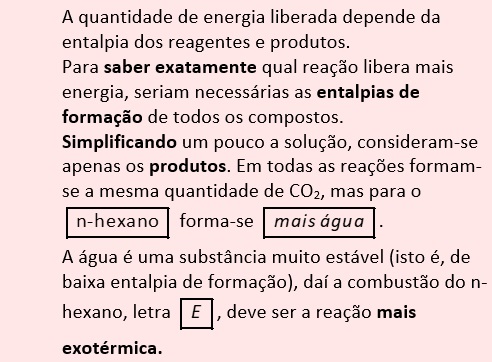 A quantidade de energia liberada depende da
entalpia dos reagentes e produtos.
Para saber exatamente qual reação libera mais
energia, seriam necessárias as entalpias de
formação de todos os compostos.
Simplificando um pouco a solução, consideram-se
apenas os produtos. Em todas as reações formam-
se a mesma quantidade de CO₂, mas para o
n-hexano forma-se mais água.
A água é uma substância muito estável (isto é, de
baixa entalpia de formação), daí a combustão do n-
hexano, letra E, deve ser a reação mais
exotérmica.